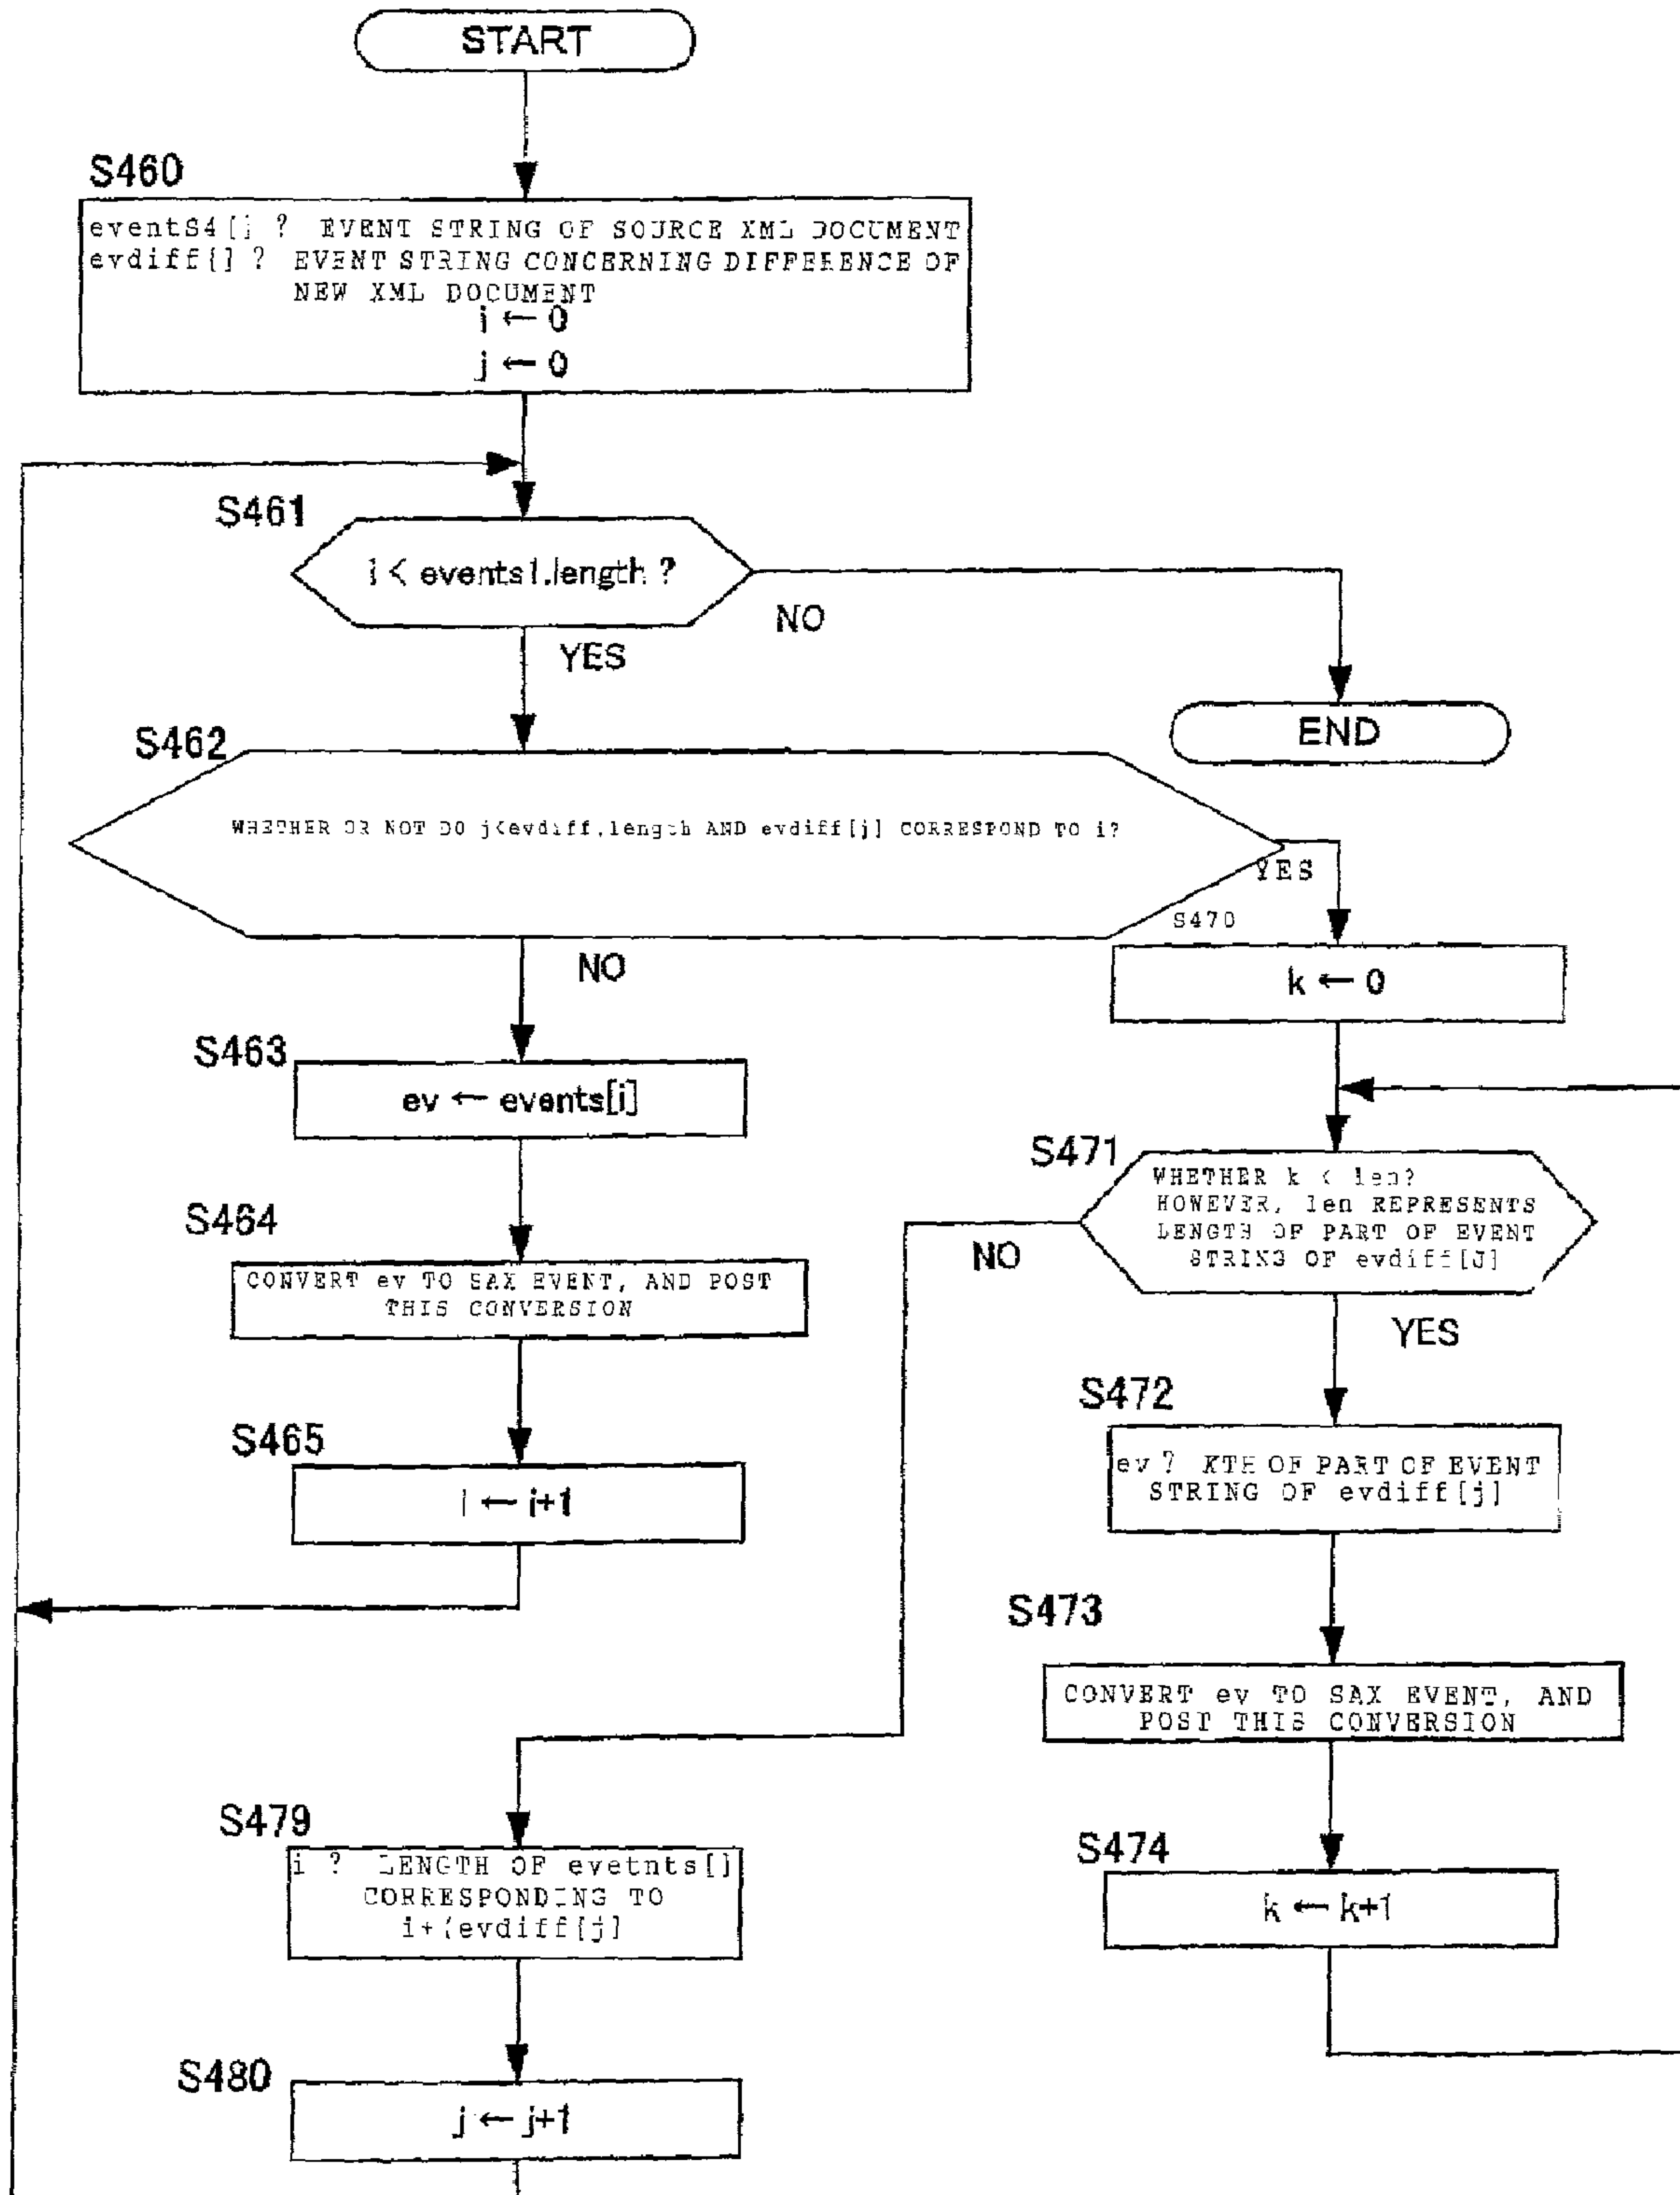 START
S460
events4[] ? EVENT STRING OF SOURCE XML DOCUMENT
evdiff[] ? EVENT STRING CONCERNING DIFFERENCE OF
NEW XML DOCUMENT
i ← 0
j ← 0
S461
i < events1.length ?
NO
YES
END
S462
WHETHER OR NOT DO j<evdiff.length AND evdiff[j] CORRESPOND TO i?
YES
S470
NO
k ← 0
S463
ev ← events[i]
S471
WHETHER k < len?
HOWEVER, len REPRESENTS
LENGTH OF PART OF EVENT
STRING OF evdiff[J]
NO
YES
S464
CONVERT ev TO SAX EVENT, AND POST
THIS CONVERSION
S472
ev ? KTH OF PART OF EVENT
STRING OF evdiff[j]
S465
i ← i+1
S473
CONVERT ev TO SAX EVENT, AND
POST THIS CONVERSION
S479
i ? LENGTH OF evetnts[]
CORRESPONDING TO
i+(evdiff[j]
S474
k ← k+1
S480
j ← j+1